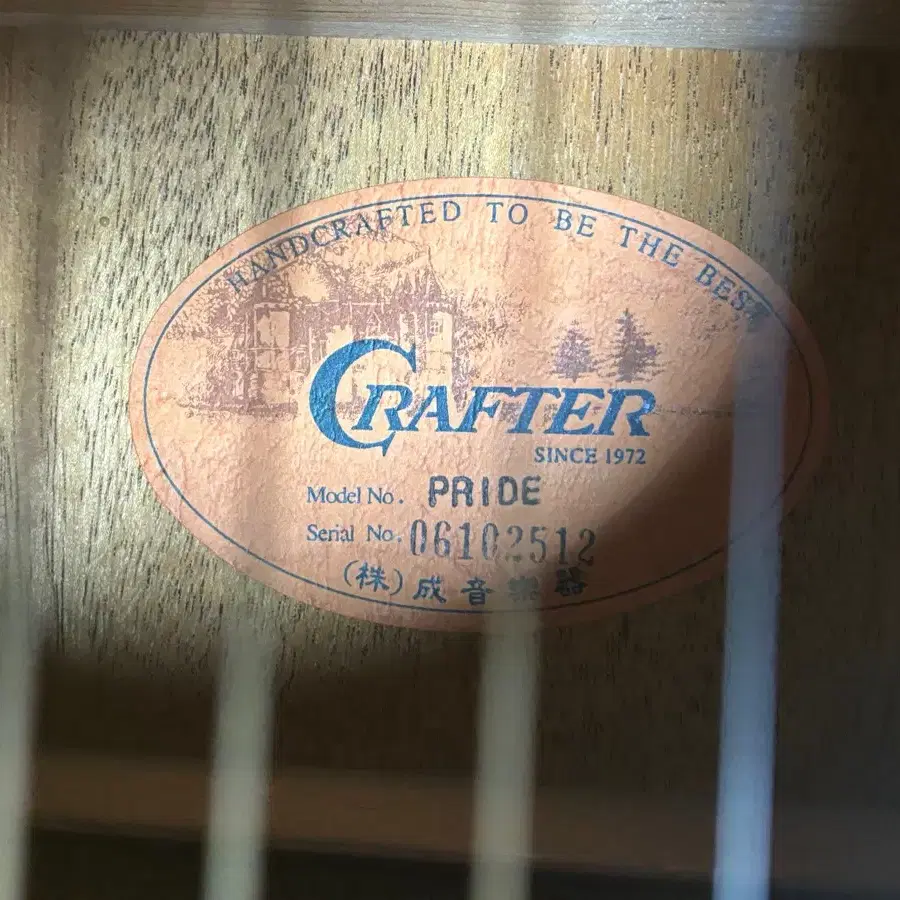 HANDCRAFTED TO BE THE BEST
CRAFTER
SINCE 1972
Model No. PRIDE
Serial No. 06102512
(株)成音樂器